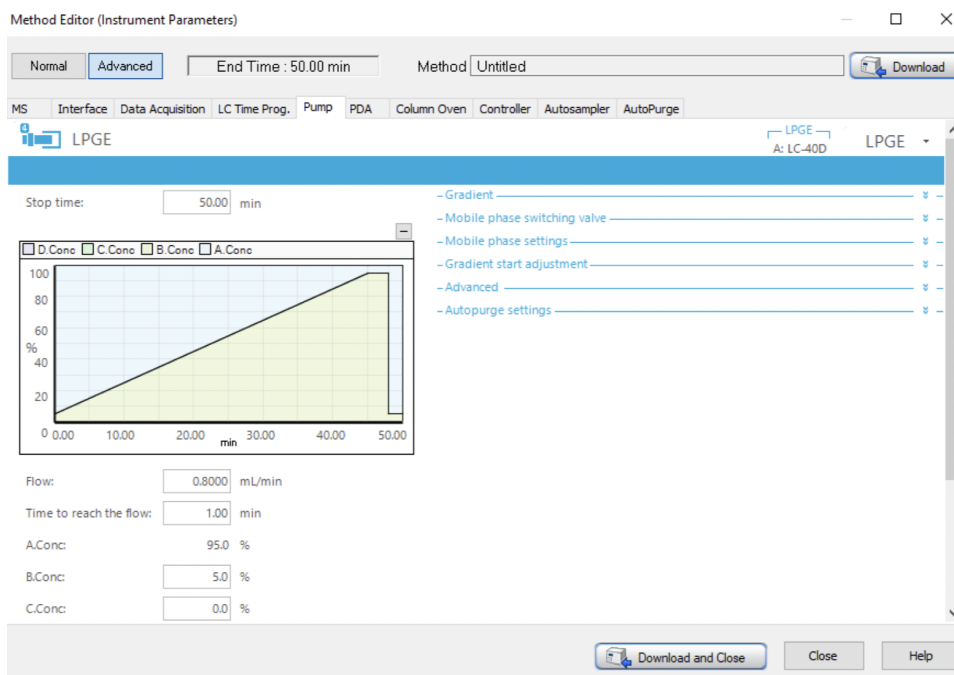 Method Editor (Instrument Parameters)
Normal Advanced End Time : 50.00 min Method Untitled Download
MS Interface Data Acquisition LC Time Prog. Pump PDA Column Oven Controller Autosampler AutoPurge
4 LPGE
LPGE
A: LC-40D
LPGE
Stop time: 50.00 min
D.Conc C.Conc B.Conc A.Conc
100
80
60
%
40
20
0 0.00 10.00 20.00 30.00 40.00 50.00
min
Gradient
Mobile phase switching valve
Mobile phase settings
Gradient start adjustment
Advanced
Autopurge settings
Flow: 0.8000 mL/min
Time to reach the flow: 1.00 min
A.Conc: 95.0 %
B.Conc: 5.0 %
C.Conc: 0.0 %
Download and Close Close Help